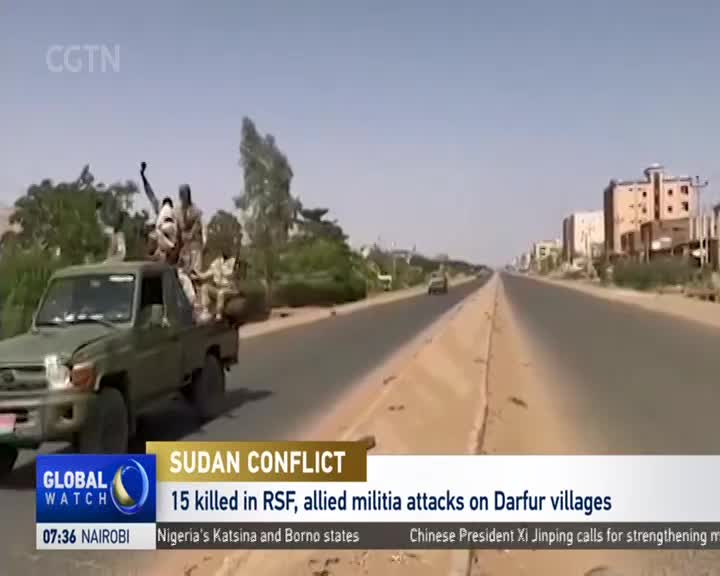 CGTN
SUDAN CONFLICT
GLOBAL
WATCH
15 killed in RSF, allied militia attacks on Darfur villages
07:36 NAIROBI
Nigeria's Katsina and Borno states Chinese President Xi Jinping calls for strengthening m